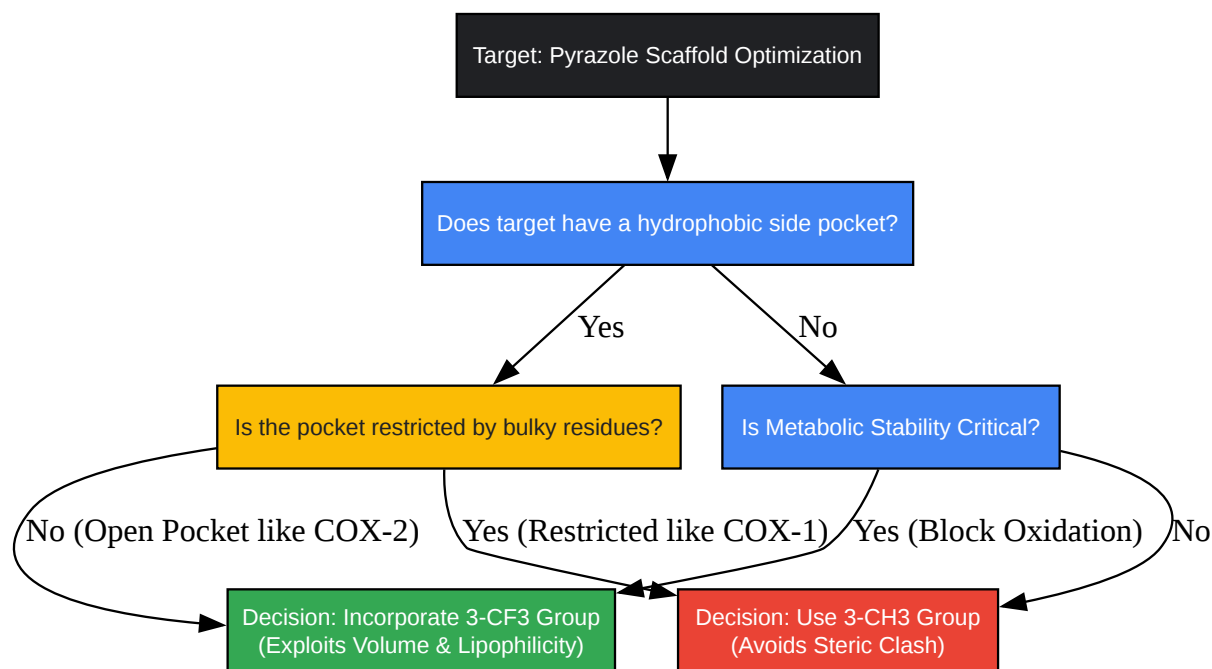 Target: Pyrazole Scaffold Optimization
Does target have a hydrophobic side pocket?
Yes
No
Is the pocket restricted by bulky residues?
Is Metabolic Stability Critical?
No (Open Pocket like COX-2)
Yes (Restricted like COX-1)
Yes (Block Oxidation)
No
Decision: Incorporate 3-CF3 Group
(Exploits Volume & Lipophilicity)
Decision: Use 3-CH3 Group
(Avoids Steric Clash)